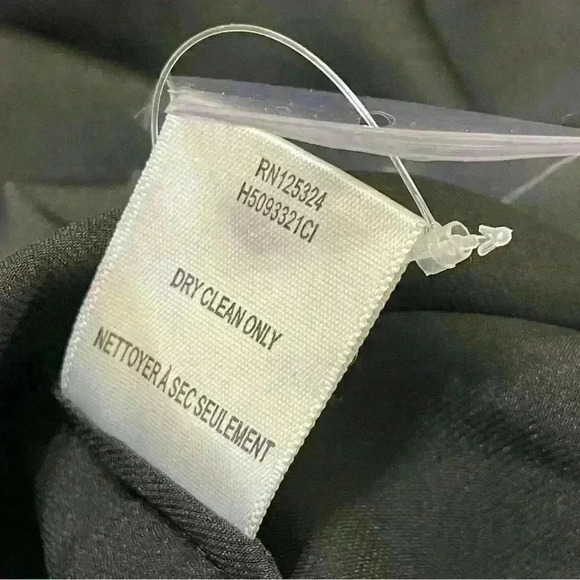 RN125324
H5093321CI
DRY CLEAN ONLY
NETTOYER À SEC SEULEMENT